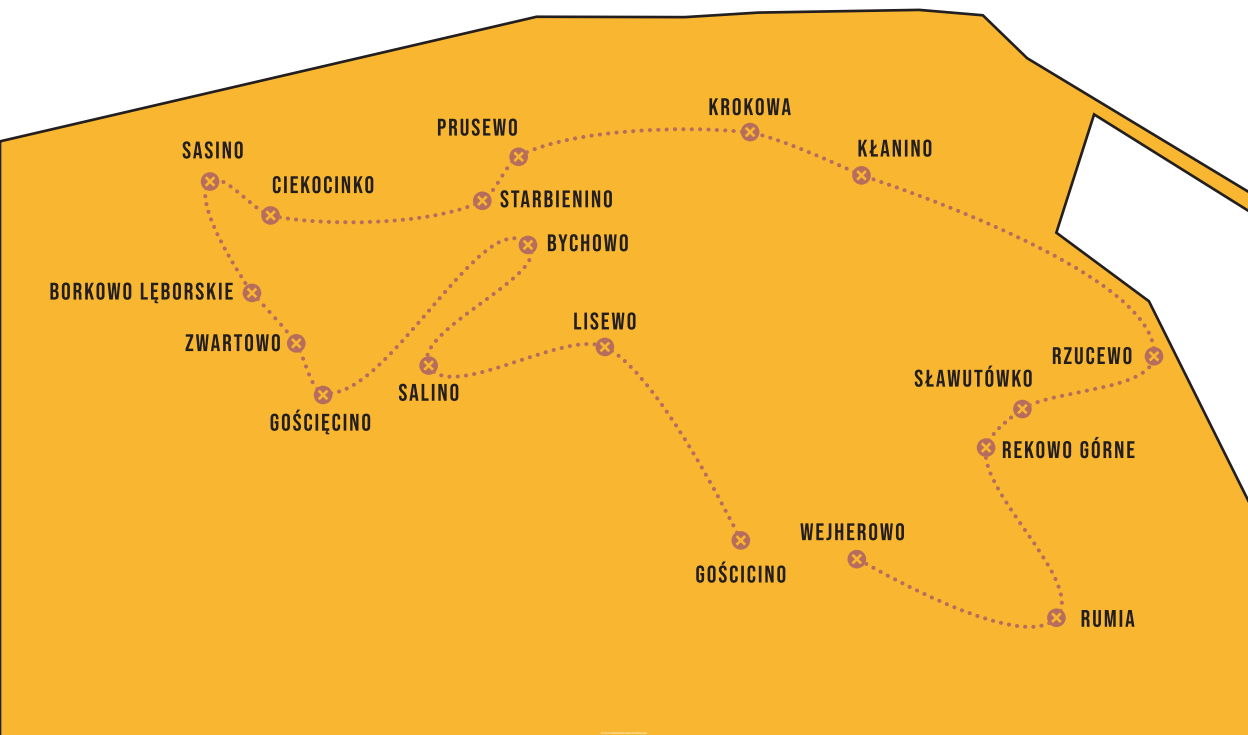 KROKOWA
PRUSEWO
KŁANINO
SASINO
CIEKOCINKO
STARBIENINO
BYCHOWO
BORKOWO LĘBORSKIE
LISEWO
ZWARTOWO
RZUCEWO
SŁAWUTÓWKO
SALINO
GOŚCIĘCINO
REKOWO GÓRNE
WEJHEROWO
GOŚCICINO
RUMIA